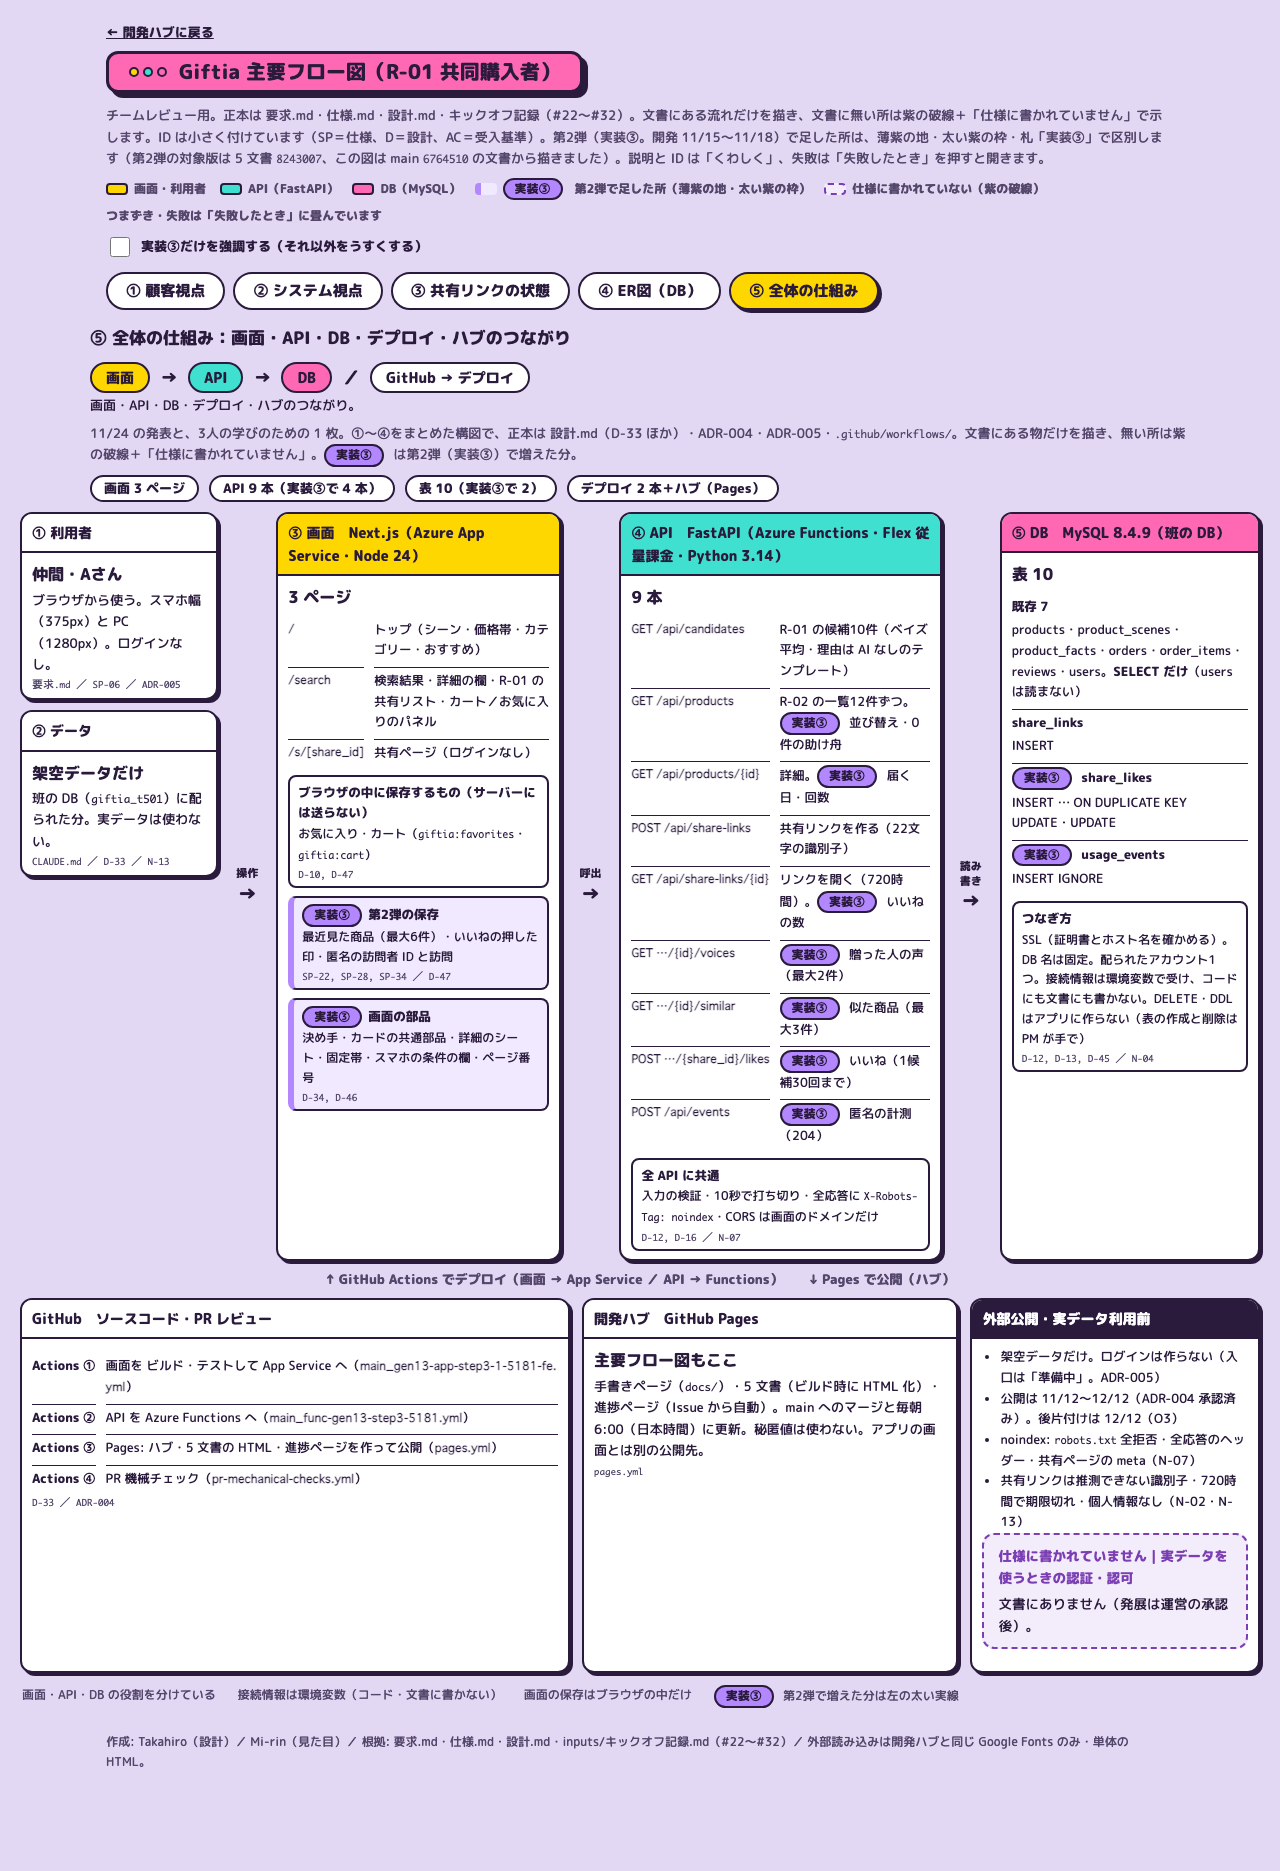 ← 開発ハブに戻る
Giftia 主要フロー図（R-01 共同購入者）
チームレビュー用。正本は 要求.md・仕様.md・設計.md・キックオフ記録（#22〜#32）。文書にある流れだけを描き、文書に無い所は紫の破線＋「仕様に書かれていません」で示
します。ID は小さく付けています（SP＝仕様、D＝設計、AC＝受入基準）。第2弾（実装③。開発 11/15〜11/18）で足した所は、薄紫の地・太い紫の枠・札「実装③」で区別しま
す（第2弾の対象版は 5 文書 8243007、この図は main 6764510 の文書から描きました）。説明と ID は「くわしく」、失敗は「失敗したとき」を押すと開きます。
画面・利用者 API（FastAPI） DB（MySQL） 実装③ 第2弾で足した所（薄紫の地・太い紫の枠） 仕様に書かれていない（紫の破線）
つまずき・失敗は「失敗したとき」に畳んでいます
実装③だけを強調する（それ以外をうすくする）
① 顧客視点 ② システム視点 ③ 共有リンクの状態 ④ ER図（DB） ⑤ 全体の仕組み
⑤ 全体の仕組み：画面・API・DB・デプロイ・ハブのつながり
画面 → API → DB ／ GitHub → デプロイ
画面・API・DB・デプロイ・ハブのつながり。
11/24 の発表と、3人の学びのための 1 枚。①〜④をまとめた構図で、正本は 設計.md（D-33 ほか）・ADR-004・ADR-005・.github/workflows/。文書にある物だけを描き、無い所は紫
の破線＋「仕様に書かれていません」。 実装③ は第2弾（実装③）で増えた分。
画面 3 ページ API 9 本（実装③で 4 本） 表 10（実装③で 2） デプロイ 2 本＋ハブ（Pages）
① 利用者
仲間・Aさん
ブラウザから使う。スマホ幅
（375px）と PC
（1280px）。ログインな
し。
要求.md ／ SP-06 ／ ADR-005
② データ
架空データだけ
班の DB（giftia_t501）に配
られた分。実データは使わな
い。
CLAUDE.md ／ D-33 ／ N-13
操作
→
③ 画面 Next.js（Azure App
Service・Node 24）
3 ページ
/ トップ（シーン・価格帯・カテ
ゴリー・おすすめ）
/search 検索結果・詳細の欄・R-01 の
共有リスト・カート／お気に入
りのパネル
/s/[share_id] 共有ページ（ログインなし）
ブラウザの中に保存するもの（サーバーに
は送らない）
お気に入り・カート（giftia:favorites・
giftia:cart）
D-10, D-47
実装③ 第2弾の保存
最近見た商品（最大6件）・いいねの押した
印・匿名の訪問者 ID と訪問
SP-22, SP-28, SP-34 ／ D-47
実装③ 画面の部品
決め手・カードの共通部品・詳細のシー
ト・固定帯・スマホの条件の欄・ページ番
号
D-34, D-46
呼出
→
④ API FastAPI（Azure Functions・Flex 従
量課金・Python 3.14）
9 本
GET /api/candidates R-01 の候補10件（ベイズ
平均・理由は AI なしのテ
ンプレート）
GET /api/products R-02 の一覧12件ずつ。
実装③ 並び替え・0
件の助け舟
GET /api/products/{id} 詳細。 実装③ 届く
日・回数
POST /api/share-links 共有リンクを作る（22文
字の識別子）
GET /api/share-links/{id} リンクを開く（720時
間）。 実装③ いいね
の数
GET …/{id}/voices 実装③ 贈った人の声
（最大2件）
GET …/{id}/similar 実装③ 似た商品（最
大3件）
POST …/{share_id}/likes 実装③ いいね（1候
補30回まで）
POST /api/events 実装③ 匿名の計測
（204）
全 API に共通
入力の検証・10秒で打ち切り・全応答に X-Robots-
Tag: noindex・CORS は画面のドメインだけ
D-12, D-16 ／ N-07
読み
書き
→
⑤ DB MySQL 8.4.9（班の DB）
表 10
既存 7
products・product_scenes・
product_facts・orders・order_items・
reviews・users。SELECT だけ（users
は読まない）
share_links
INSERT
実装③ share_likes
INSERT … ON DUPLICATE KEY
UPDATE・UPDATE
実装③ usage_events
INSERT IGNORE
つなぎ方
SSL（証明書とホスト名を確かめる）。
DB 名は固定。配られたアカウント1
つ。接続情報は環境変数で受け、コード
にも文書にも書かない。DELETE・DDL
はアプリに作らない（表の作成と削除は
PM が手で）
D-12, D-13, D-45 ／ N-04
↑ GitHub Actions でデプロイ（画面 → App Service ／ API → Functions） ↓ Pages で公開（ハブ）
GitHub ソースコード・PR レビュー
Actions ① 画面を ビルド・テストして App Service へ（main_gen13-app-step3-1-5181-fe.
yml）
Actions ② API を Azure Functions へ（main_func-gen13-step3-5181.yml）
Actions ③ Pages: ハブ・5 文書の HTML・進捗ページを作って公開（pages.yml）
Actions ④ PR 機械チェック（pr-mechanical-checks.yml）
D-33 ／ ADR-004
開発ハブ GitHub Pages
主要フロー図もここ
手書きページ（docs/）・5 文書（ビルド時に HTML 化）・
進捗ページ（Issue から自動）。main へのマージと毎朝
6:00（日本時間）に更新。秘匿値は使わない。アプリの画
面とは別の公開先。
pages.yml
外部公開・実データ利用前
• 架空データだけ。ログインは作らない（入
口は「準備中」。ADR-005）
• 公開は 11/12〜12/12（ADR-004 承認済
み）。後片付けは 12/12（O3）
• noindex: robots.txt 全拒否・全応答のヘッ
ダー・共有ページの meta（N-07）
• 共有リンクは推測できない識別子・720時
間で期限切れ・個人情報なし（N-02・N-
13）
仕様に書かれていません｜実データを
使うときの認証・認可
文書にありません（発展は運営の承認
後）。
画面・API・DB の役割を分けている 接続情報は環境変数（コード・文書に書かない） 画面の保存はブラウザの中だけ 実装③ 第2弾で増えた分は左の太い実線
作成: Takahiro（設計）／ Mi-rin（見た目）／ 根拠: 要求.md・仕様.md・設計.md・inputs/キックオフ記録.md（#22〜#32）／ 外部読み込みは開発ハブと同じ Google Fonts のみ・単体の
HTML。